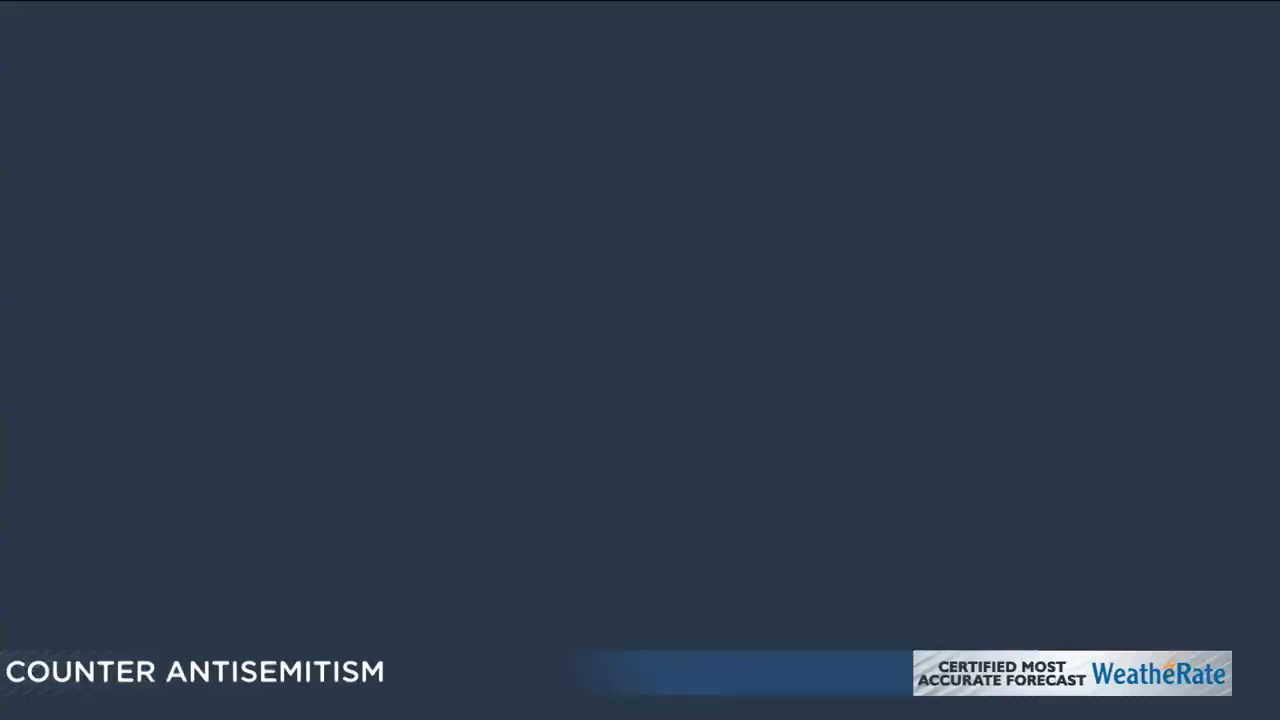 COUNTER ANTISEMITISM
CERTIFIED MOST
ACCURATE FORECAST
WeatheRate